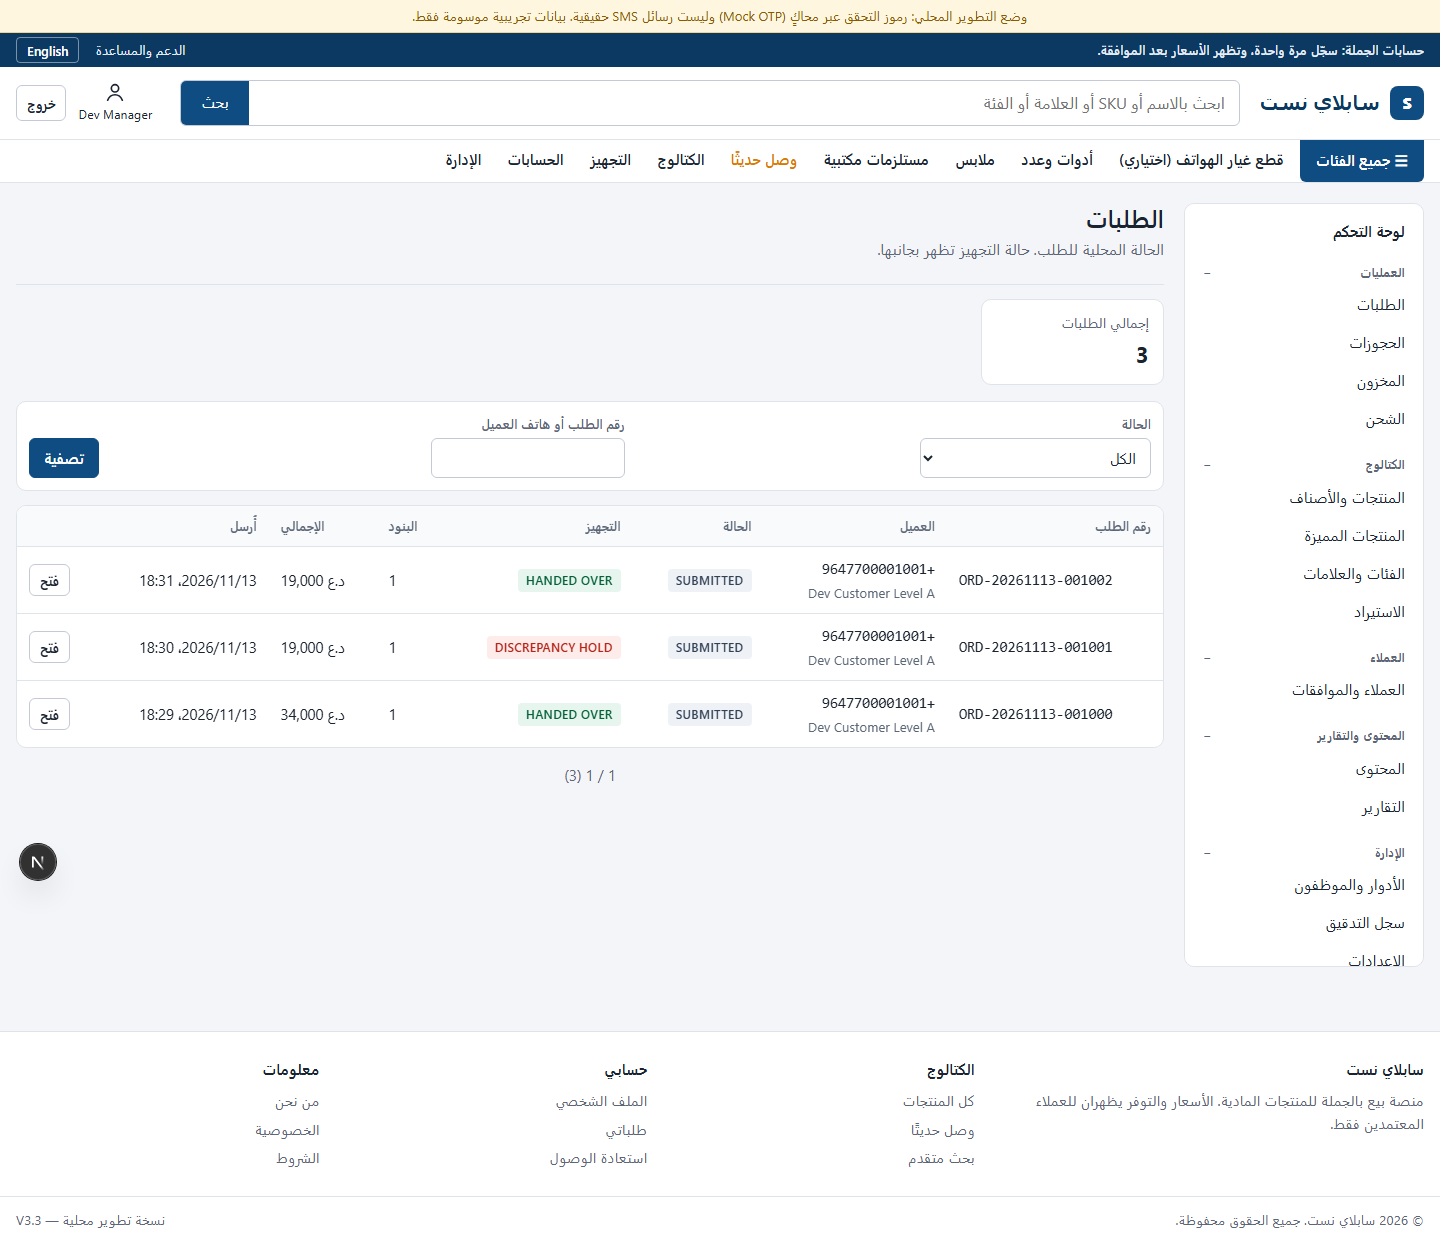 وضع التطوير المحلي: رموز التحقق عبر محاكٍ (Mock OTP) وليست رسائل SMS حقيقية. بيانات تجريبية موسومة فقط.
حسابات الجملة: سجّل مرة واحدة، وتظهر الأسعار بعد الموافقة.
الدعم والمساعدة
English
S
سابلاي نست
ابحث بالاسم أو SKU أو العلامة أو الفئة
بحث
Dev Manager
خروج
☰ جميع الفئات
قطع غيار الهواتف (اختياري)
أدوات وعدد
ملابس
مستلزمات مكتبية
وصل حديثًا
الكتالوج
التجهيز
الحسابات
الإدارة
لوحة التحكم
العمليات –
الطلبات
الحجوزات
المخزون
الشحن
الكتالوج –
المنتجات والأصناف
المنتجات المميزة
الفئات والعلامات
الاستيراد
العملاء –
العملاء والموافقات
المحتوى والتقارير –
المحتوى
التقارير
الإدارة –
الأدوار والموظفون
سجل التدقيق
الإعدادات
الطلبات
الحالة المحلية للطلب. حالة التجهيز تظهر بجانبها.
إجمالي الطلبات
3
الحالة
الكل
رقم الطلب أو هاتف العميل
تصفية
رقم الطلب العميل الحالة التجهيز البنود الإجمالي أُرسل
ORD-20261113-001002 +9647700001001 SUBMITTED HANDED OVER 1 19,000 د.ع 2026/11/13، 18:31 فتح
Dev Customer Level A
ORD-20261113-001001 +9647700001001 SUBMITTED DISCREPANCY HOLD 1 19,000 د.ع 2026/11/13، 18:30 فتح
Dev Customer Level A
ORD-20261113-001000 +9647700001001 SUBMITTED HANDED OVER 1 34,000 د.ع 2026/11/13، 18:29 فتح
Dev Customer Level A
1 / 1 (3)
N
سابلاي نست
منصة بيع بالجملة للمنتجات المادية. الأسعار والتوفر يظهران للعملاء
المعتمدين فقط.
الكتالوج
كل المنتجات
وصل حديثًا
بحث متقدم
حسابي
الملف الشخصي
طلباتي
استعادة الوصول
معلومات
من نحن
الخصوصية
الشروط
© 2026 سابلاي نست. جميع الحقوق محفوظة.
نسخة تطوير محلية — V3.3